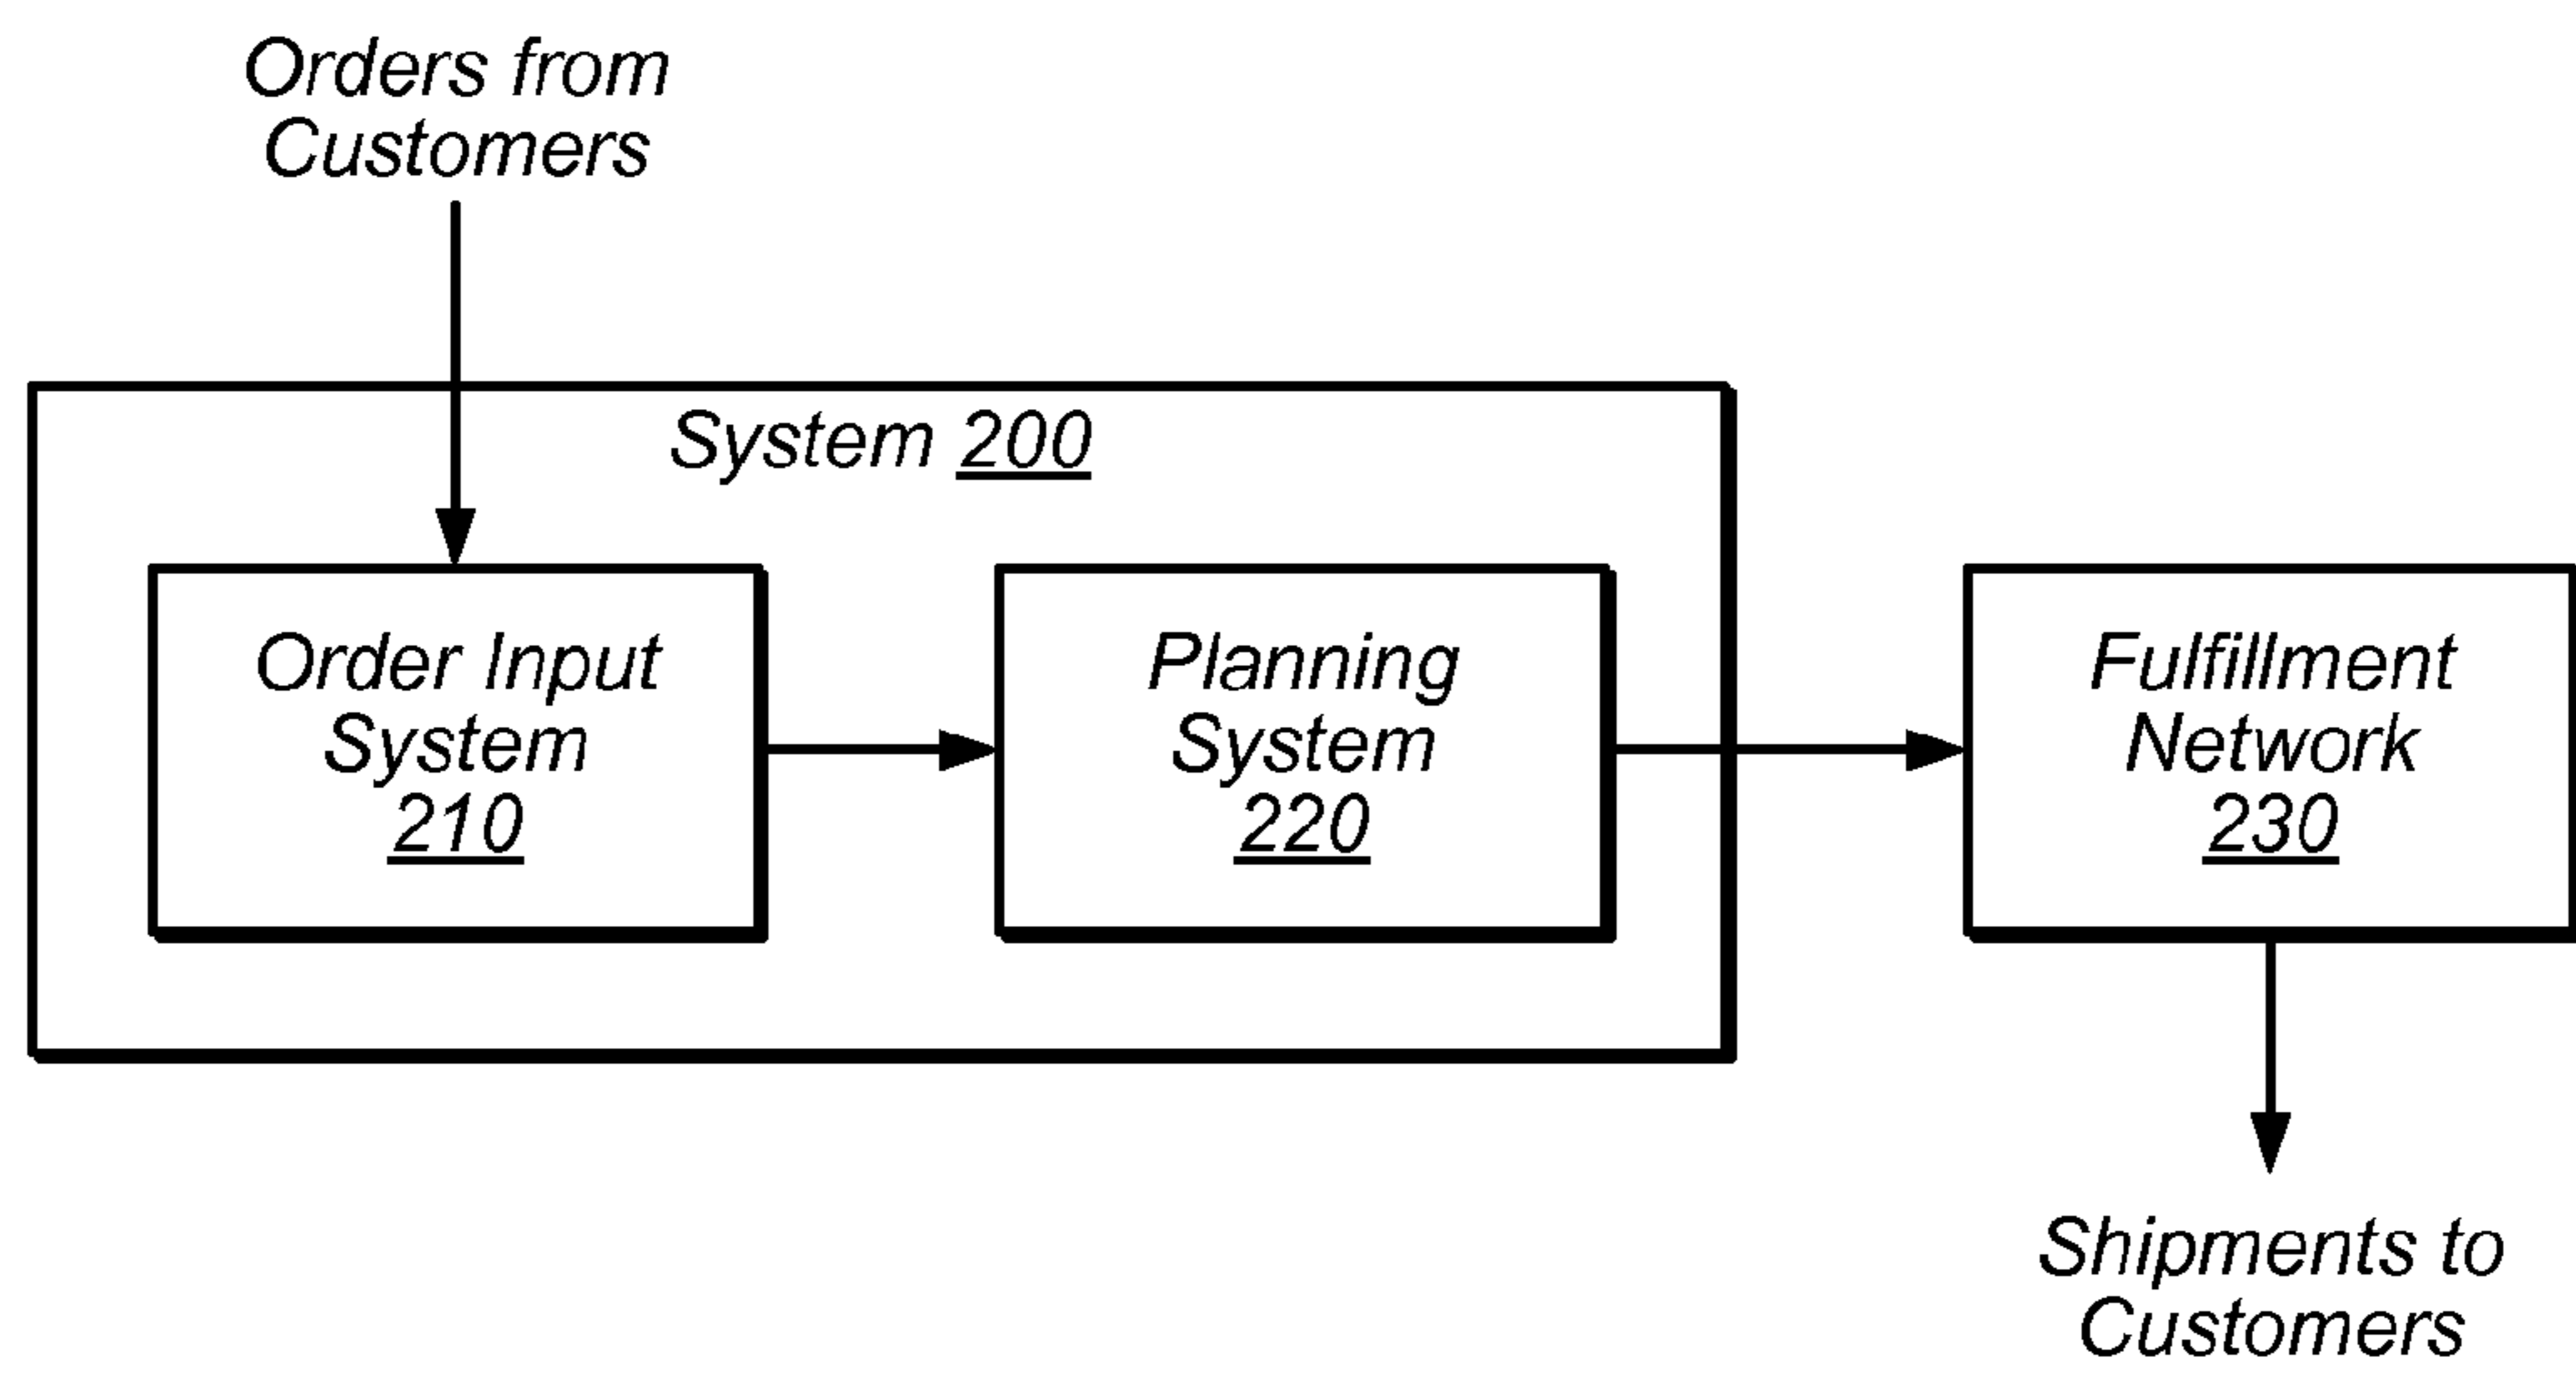 Orders from
Customers
System 200
Order Input
System
210
Planning
System
220
Fulfillment
Network
230
Shipments to
Customers